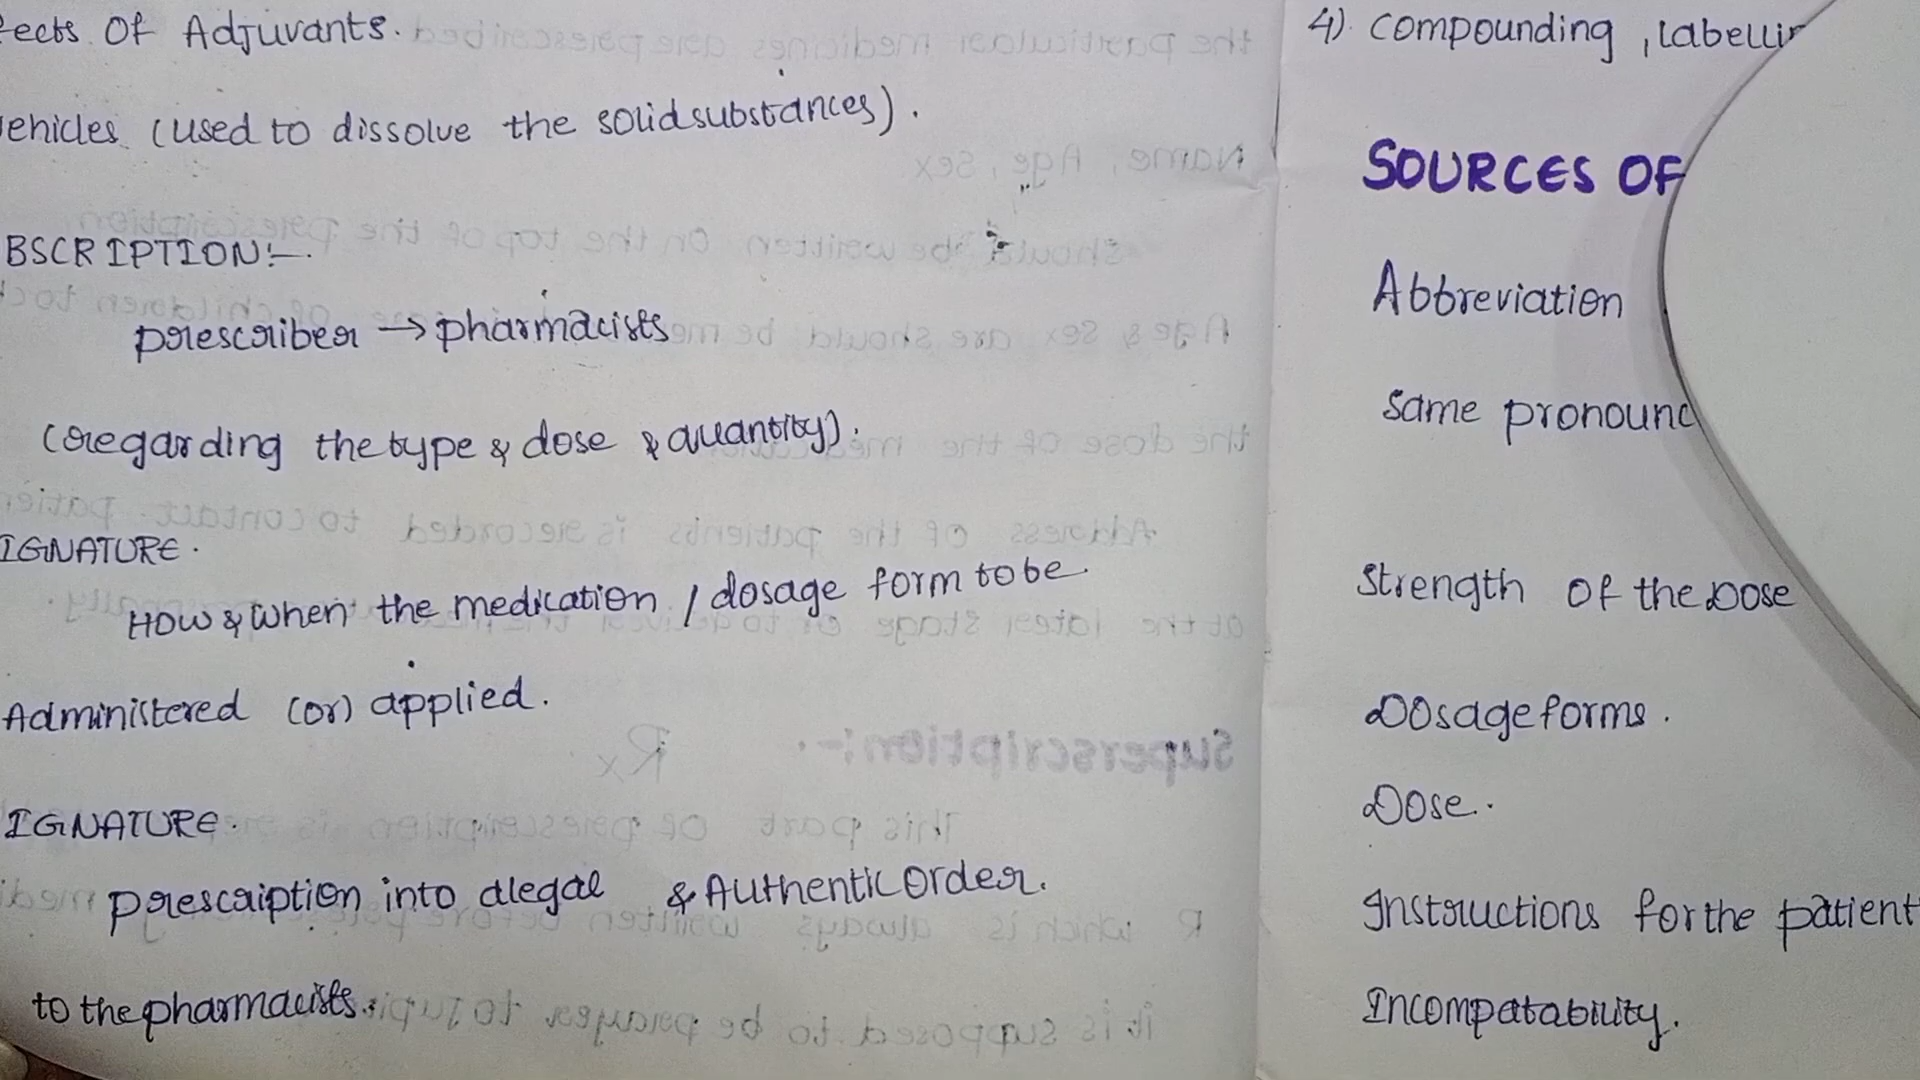 ects Of Adjuvants.
ehicles (used to dissolve the solid substances).
BSCRIPTION:-
prescriber → pharmacists
(regarding the type & dose & quantity).
IGNATURE.
How & when the medication / dosage form to be
Administered (or) applied.
IGNATURE.
prescription into a legal & Authentic Order.
to the pharmacists.
4). compounding, labellin
SOURCES OF
Abbreviation
Same pronounc
Strength Of the Dose
Dosage forms.
Dose.
Instructions for the patient
Incompatability.